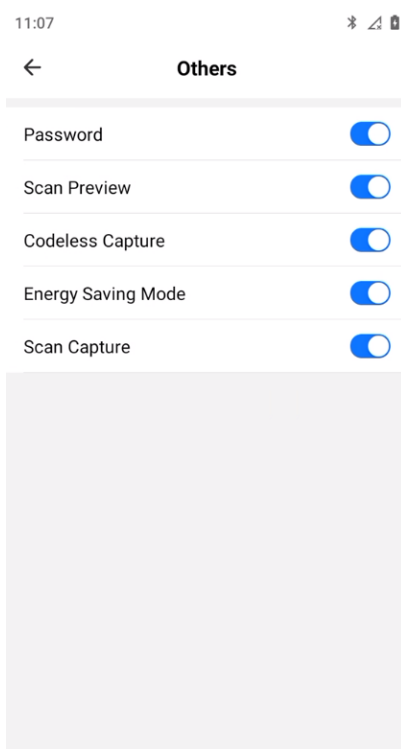 11:07
Others
Password
Scan Preview
Codeless Capture
Energy Saving Mode
Scan Capture